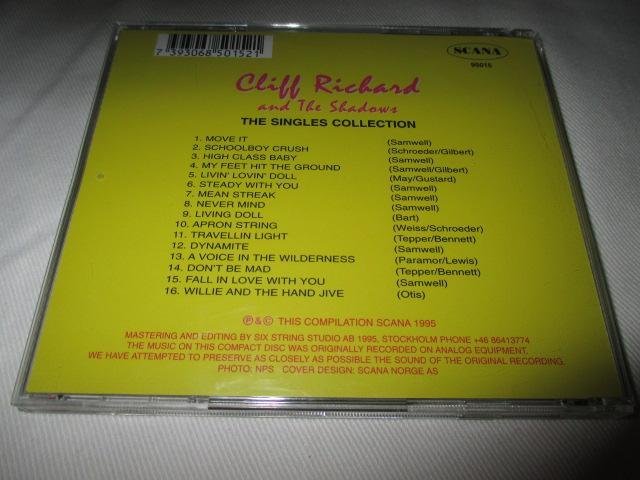 7 393068 501521
SCANA
95015
Cliff Richard
and The Shadows
THE SINGLES COLLECTION
1. MOVE IT (Samwell)
2. SCHOOLBOY CRUSH (Schroeder/Gilbert)
3. HIGH CLASS BABY (Samwell)
4. MY FEET HIT THE GROUND (Samwell/Gilbert)
5. LIVIN' LOVIN' DOLL (May/Gustard)
6. STEADY WITH YOU (Samwell)
7. MEAN STREAK (Samwell)
8. NEVER MIND (Samwell)
9. LIVING DOLL (Bart)
10. APRON STRING (Weiss/Schroeder)
11. TRAVELLIN LIGHT (Tepper/Bennett)
12. DYNAMITE (Samwell)
13. A VOICE IN THE WILDERNESS (Paramor/Lewis)
14. DON'T BE MAD (Tepper/Bennett)
15. FALL IN LOVE WITH YOU (Samwell)
16. WILLIE AND THE HAND JIVE (Otis)
℗&© THIS COMPILATION SCANA 1995
MASTERING AND EDITING BY SIX STRING STUDIO AB 1995, STOCKHOLM PHONE +46 86413774
THE MUSIC ON THIS COMPACT DISC WAS ORIGINALLY RECORDED ON ANALOG EQUIPMENT.
WE HAVE ATTEMPTED TO PRESERVE AS CLOSELY AS POSSIBLE THE SOUND OF THE ORIGINAL RECORDING.
PHOTO: NPS COVER DESIGN: SCANA NORGE AS